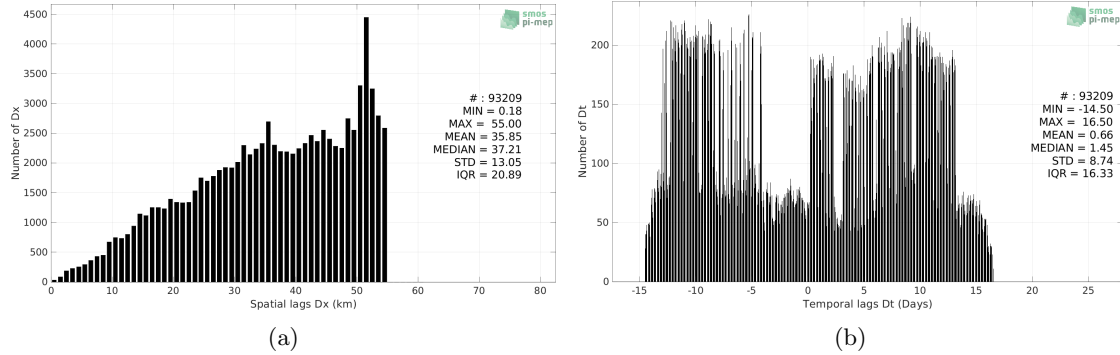 4500
4000
3500
3000
2500
2000
1500
1000
500
0
Number of Dx
0 10 20 30 40 50 60 70 80
Spatial lags Dx (km)
# : 93209
MIN = 0.18
MAX = 55.00
MEAN = 35.85
MEDIAN = 37.21
STD = 13.05
IQR = 20.89
smos
pi-mep
(a)
200
150
100
50
0
Number of Dt
-15 -10 -5 0 5 10 15 20 25
Temporal lags Dt (Days)
# : 93209
MIN = -14.50
MAX = 16.50
MEAN = 0.66
MEDIAN = 1.45
STD = 8.74
IQR = 16.33
smos
pi-mep
(b)